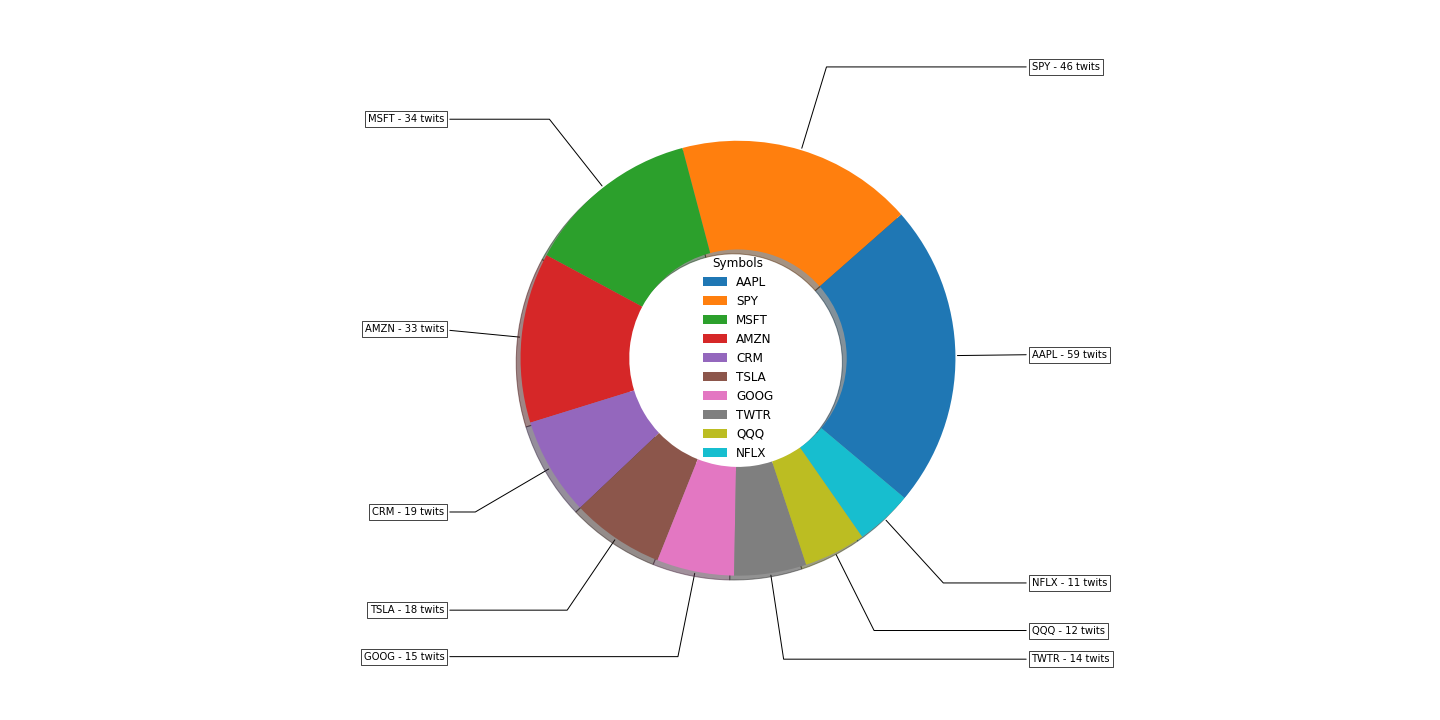 SPY - 46 twits
MSFT - 34 twits
Symbols
AAPL
SPY
MSFT
AMZN
CRM
TSLA
GOOG
TWTR
QQQ
NFLX
AMZN - 33 twits
AAPL - 59 twits
CRM - 19 twits
NFLX - 11 twits
TSLA - 18 twits
QQQ - 12 twits
GOOG - 15 twits
TWTR - 14 twits